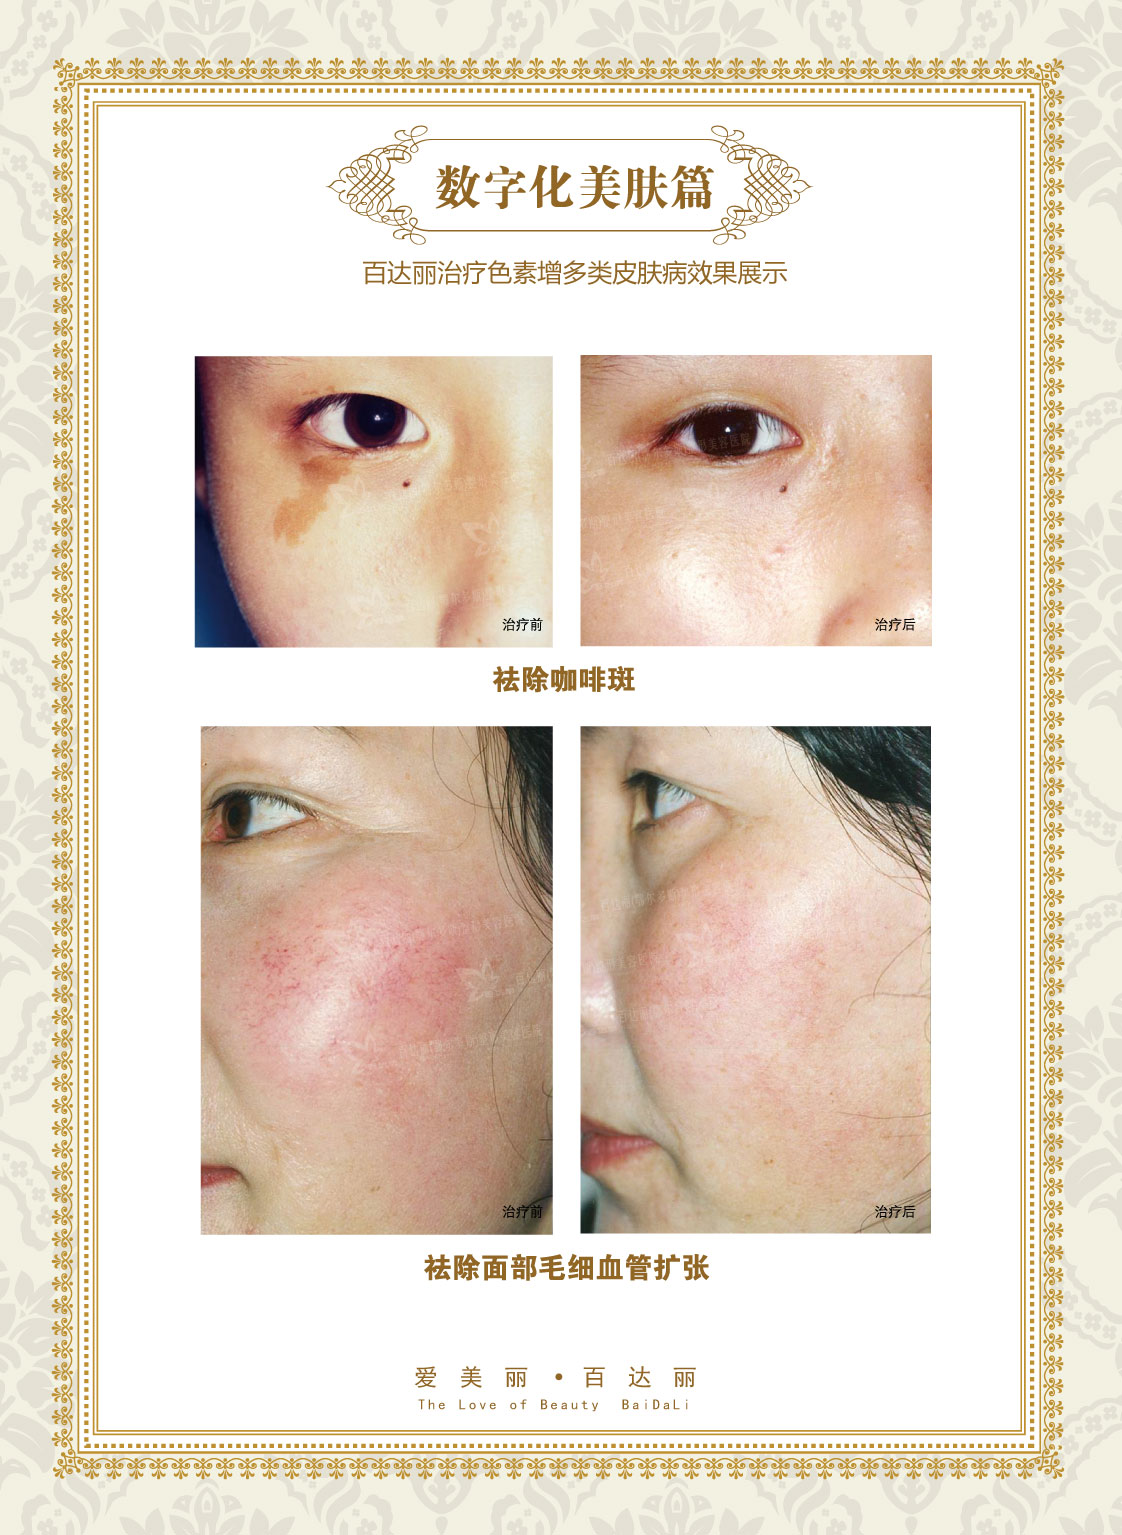 数字化美肤篇
百达丽治疗色素增多类皮肤病效果展示
治疗前
治疗后
祛除咖啡斑
治疗前
治疗后
祛除面部毛细血管扩张
爱美丽·百达丽
The Love of Beauty BaiDaLi